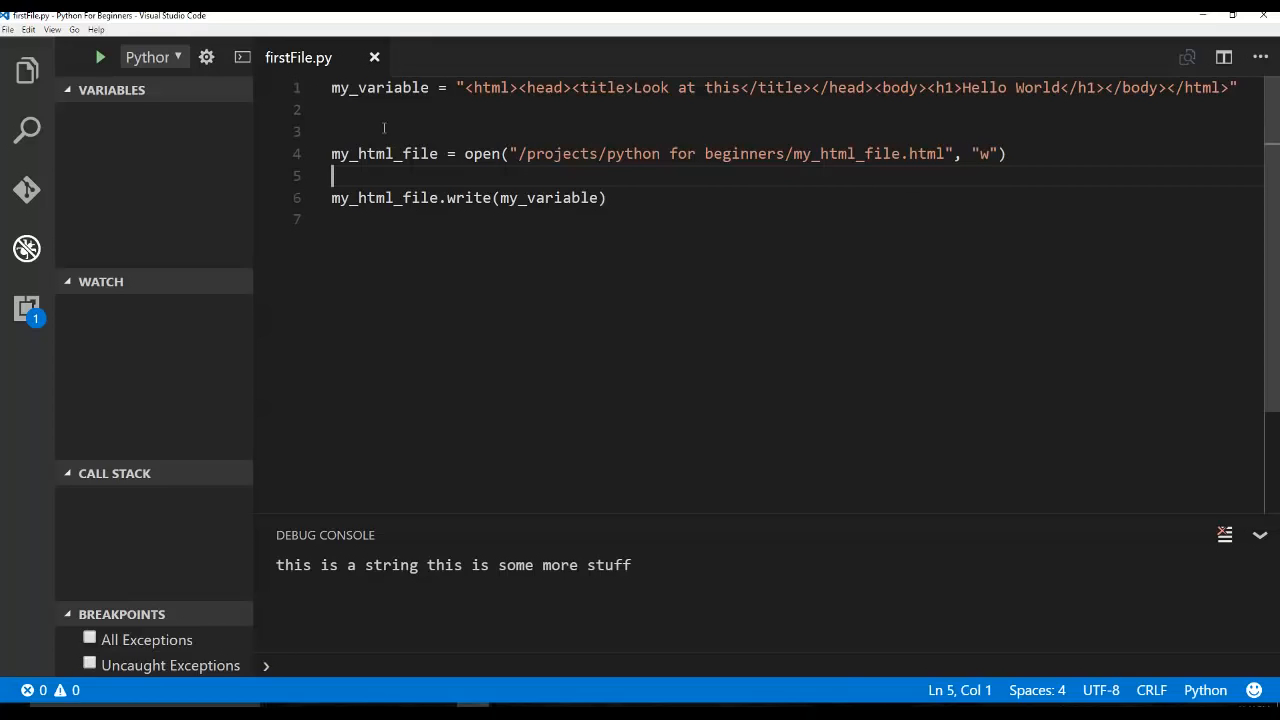 firstFile.py - Python For Beginners - Visual Studio Code
File Edit View Go Help
Python
firstFile.py
VARIABLES
WATCH
CALL STACK
BREAKPOINTS
All Exceptions
Uncaught Exceptions
1 my_variable = "<html><head><title>Look at this</title></head><body><h1>Hello World</h1></body></html>"
2
3
4 my_html_file = open("/projects/python for beginners/my_html_file.html", "w")
5
6 my_html_file.write(my_variable)
7
1
DEBUG CONSOLE
this is a string this is some more stuff
0 0 Ln 5, Col 1 Spaces: 4 UTF-8 CRLF Python